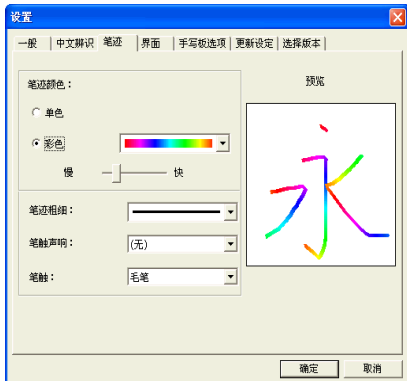 设置
一般 中文辨识 笔迹 界面 手写板选项 更新设定 选择版本
笔迹颜色：
预览
单色
彩色
慢 快
永
笔迹粗细：
笔触声响： (无)
笔触： 毛笔
确定 取消